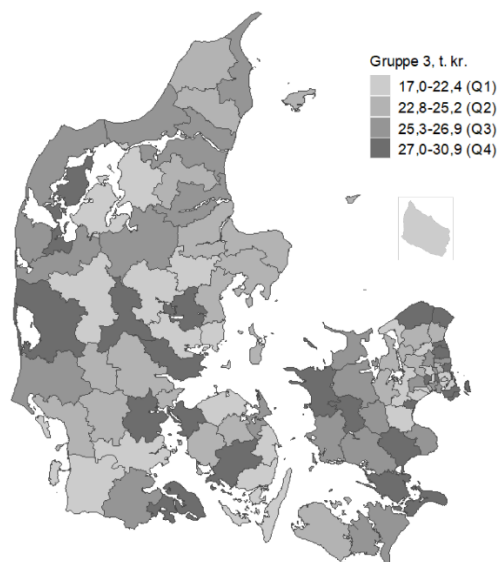 Gruppe 3, t. kr.
17,0-22,4 (Q1)
22,8-25,2 (Q2)
25,3-26,9 (Q3)
27,0-30,9 (Q4)